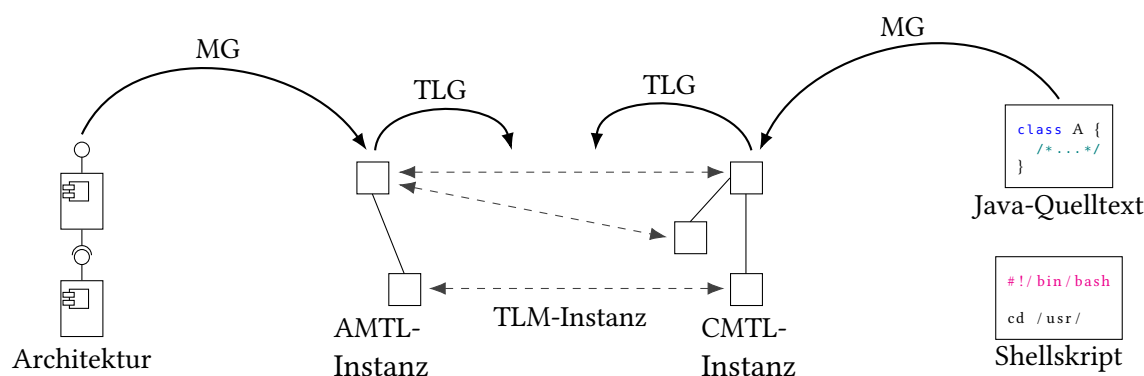 MG
MG
TLG
TLG
class A {
/*...*/
}
Java-Quelltext
#!/bin/bash
cd /usr/
Shellskript
TLM-Instanz
AMTL-
Instanz
CMTL-
Instanz
Architektur